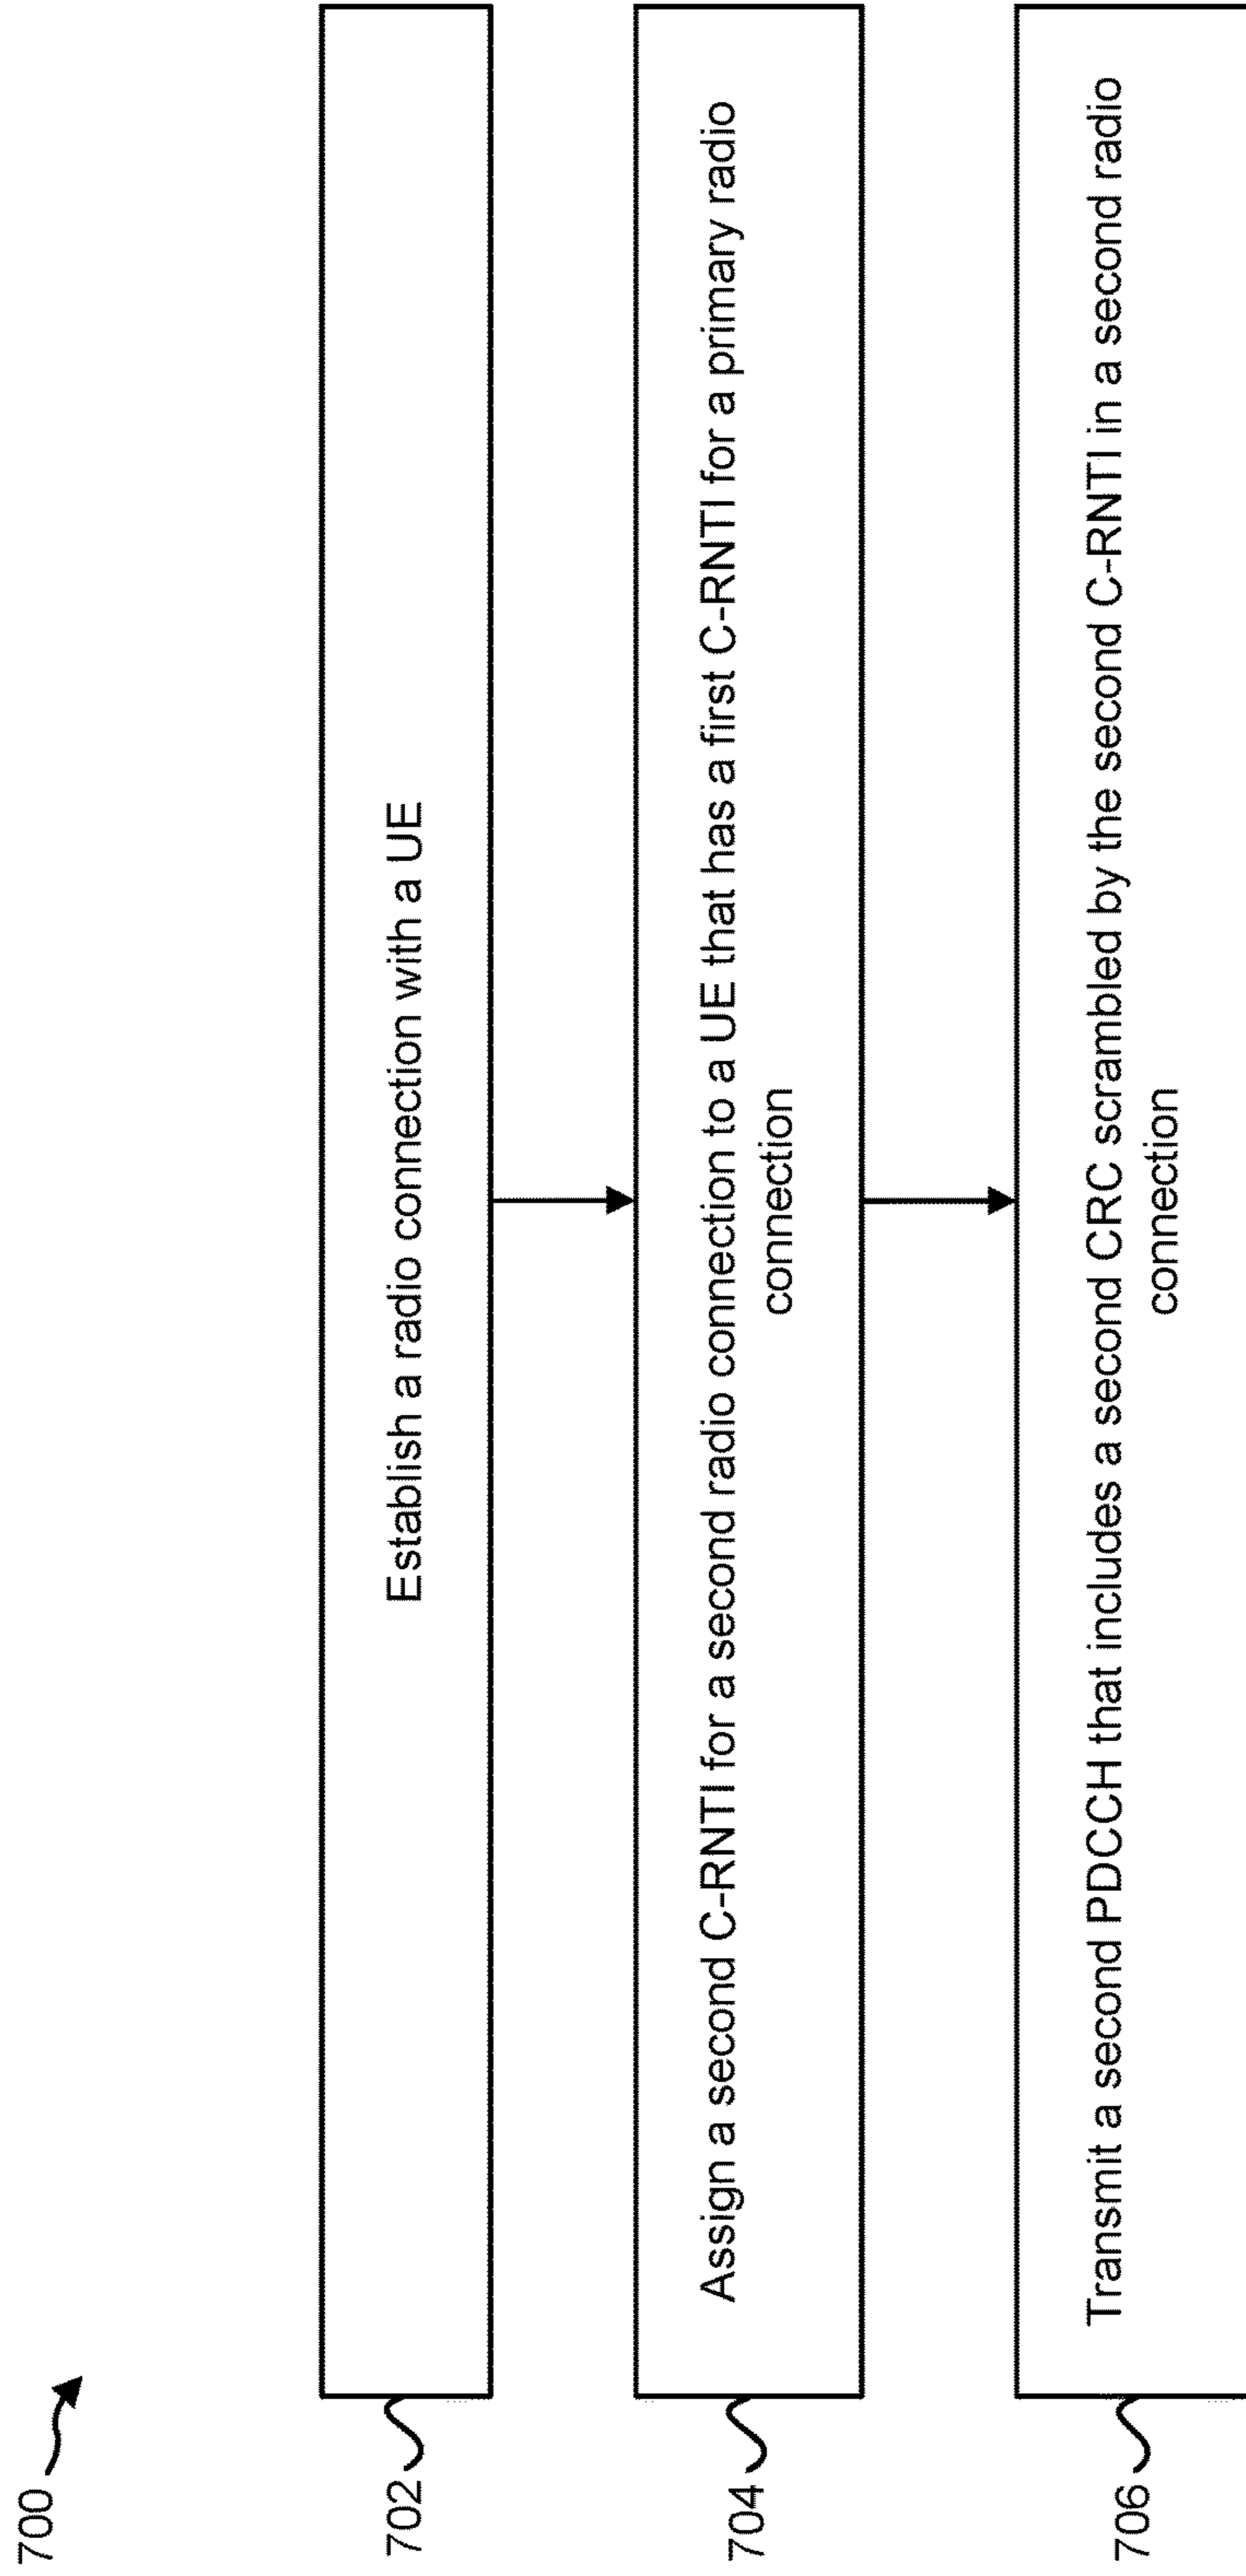 700
702
Establish a radio connection with a UE
704
Assign a second C-RNTI for a second radio connection to a UE that has a first C-RNTI for a primary radio
connection
706
Transmit a second PDCCH that includes a second CRC scrambled by the second C-RNTI in a second radio
connection